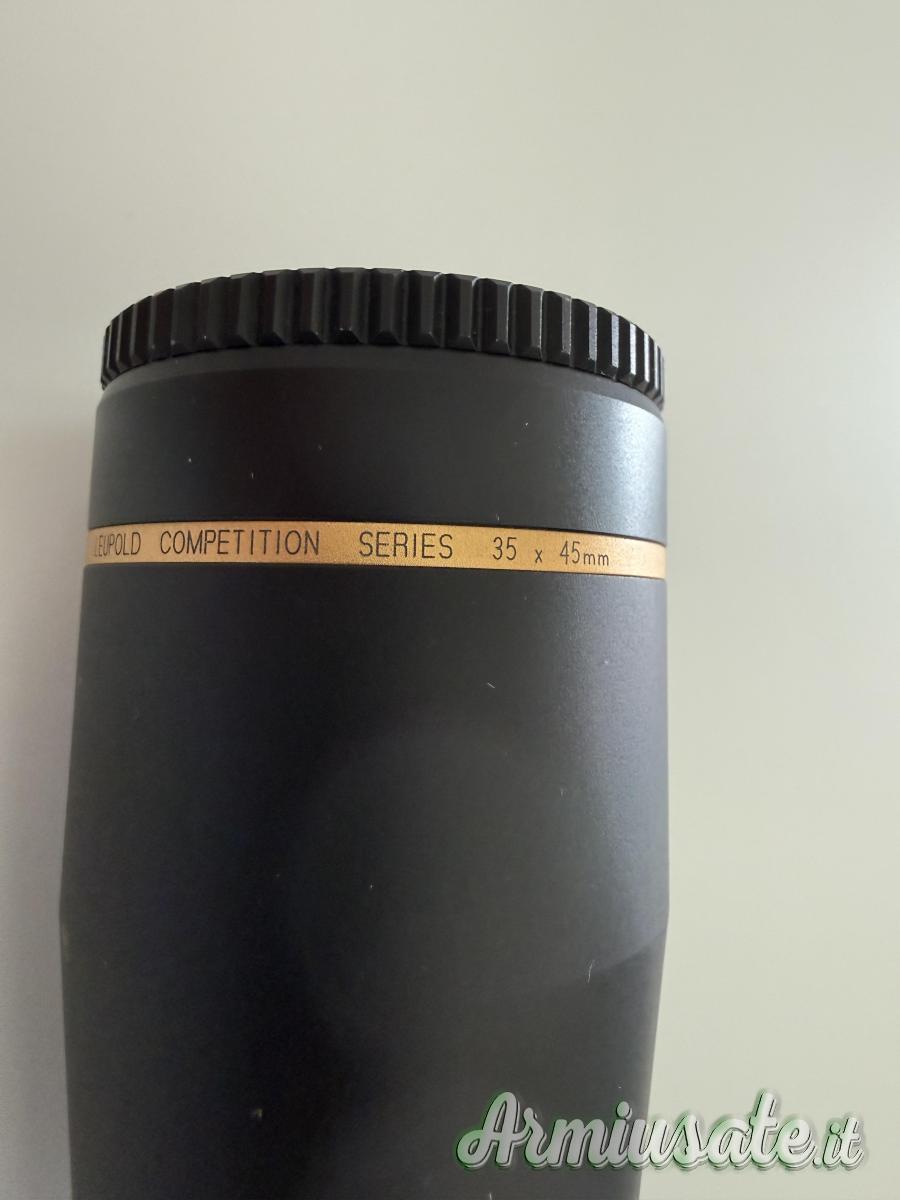 LEUPOLD COMPETITION SERIES 35 x 45mm
Armiusate.it